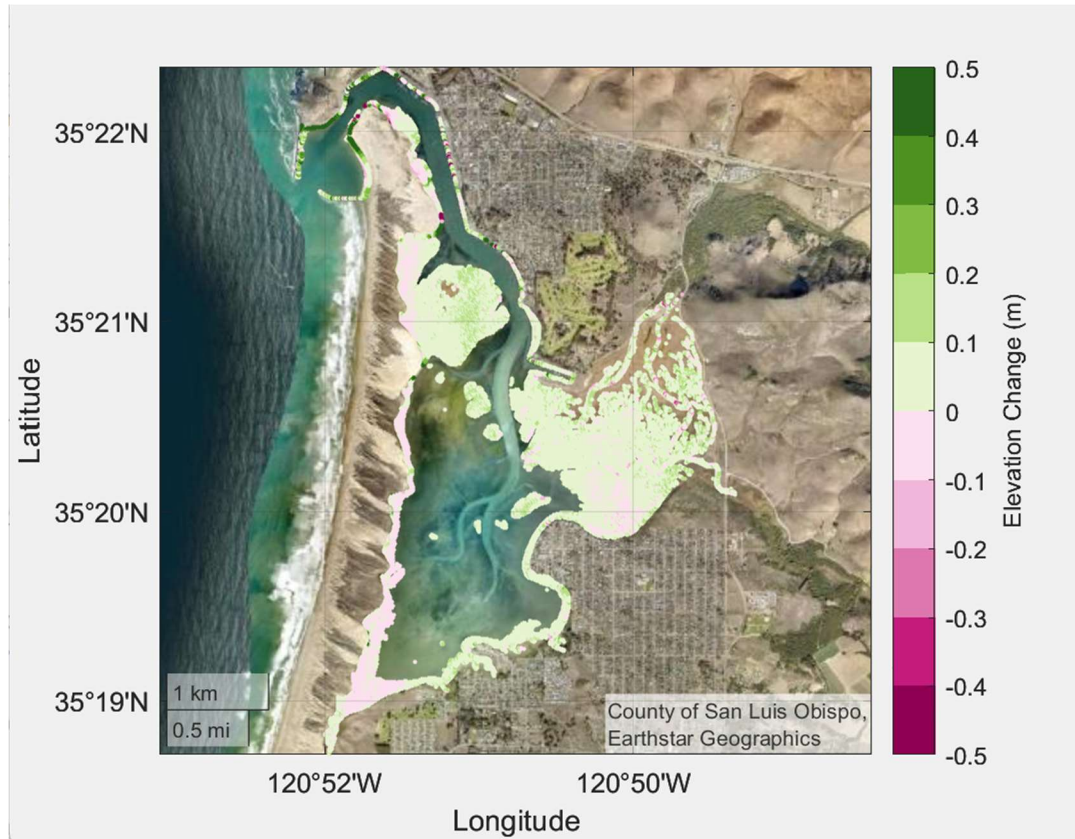 35°22'N
35°21'N
35°20'N
35°19'N
Latitude
120°52'W
120°50'W
Longitude
1 km
0.5 mi
County of San Luis Obispo,
Earthstar Geographics
0.5
0.4
0.3
0.2
0.1
0
-0.1
-0.2
-0.3
-0.4
-0.5
Elevation Change (m)